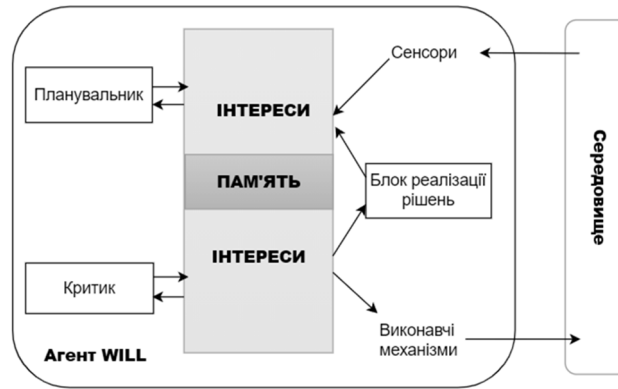 Сенсори
Планувальник
ІНТЕРЕСИ
ПАМ'ЯТЬ
Блок реалізації
рішень
Середовище
ІНТЕРЕСИ
Критик
Виконавчі
механізми
Агент WILL